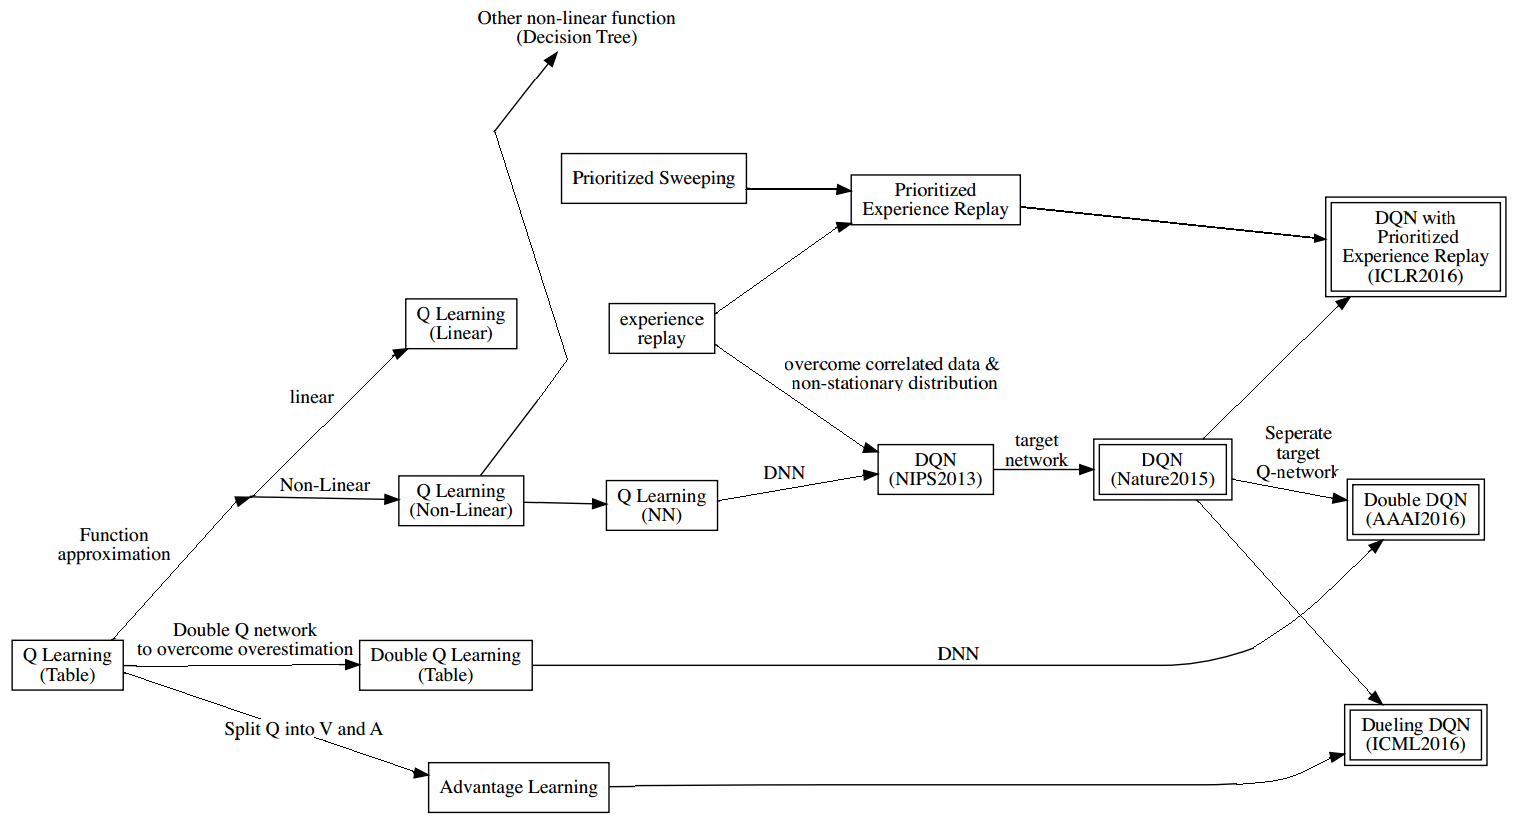 Other non-linear function
(Decision Tree)
Prioritized Sweeping
Prioritized
Experience Replay
DQN with
Prioritized
Experience Replay
(ICLR2016)
Q Learning
(Linear)
experience
replay
overcome correlated data &
non-stationary distribution
linear
Non-Linear
Q Learning
(Non-Linear)
Q Learning
(NN)
DNN
DQN
(NIPS2013)
target
network
DQN
(Nature2015)
Seperate
target
Q-network
Double DQN
(AAAI2016)
Function
approximation
Q Learning
(Table)
Double Q network
to overcome overestimation
Double Q Learning
(Table)
DNN
Split Q into V and A
Advantage Learning
Dueling DQN
(ICML2016)